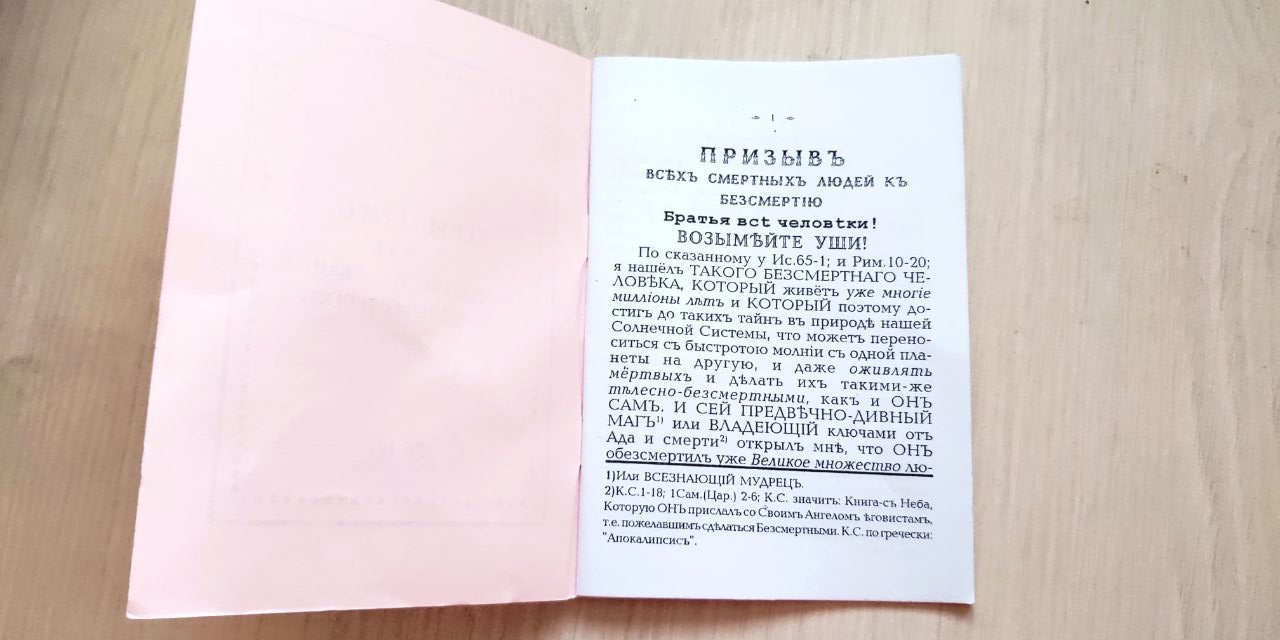 1
ПРИЗЫВЪ
ВСѢХЪ СМЕРТНЫХЪ ЛЮДЕЙ КЪ
БЕЗСМЕРТІЮ
Братья всѣ человѣки!
ВОЗЫМѢЙТЕ УШИ!
По сказанному у Ис.65-1; и Рим.10-20;
я нашёлъ ТАКОГО БЕЗСМЕРТНАГО ЧЕ-
ЛОВѢКА, КОТОРЫЙ живётъ уже многіе
милліоны лѣтъ и КОТОРЫЙ поэтому до-
стигъ до такихъ тайнъ въ природѣ нашей
Солнечной Системы, что можетъ перено-
ситься съ быстротою молніи съ одной пла-
неты на другую, и даже оживлять
мёртвыхъ и дѣлать ихъ такими-же
тѣлесно-безсмертными, какъ и ОНЪ
САМЪ. И СЕЙ ПРЕДВѢЧНО-ДИВНЫЙ
МАГЪ¹⁾ или ВЛАДЕЮЩІЙ ключами отъ
Ада и смерти²⁾ открылъ мнѣ, что ОНЪ
обезсмертилъ уже Великое множество лю-
1)Или ВСЕЗНАЮЩІЙ МУДРЕЦЪ.
2)К.С.1-18; 1Сам.(Цар.) 2-6; К.С. значитъ: Книга-съ Неба,
Которую ОНЪ прислалъ со Своимъ Ангеломъ ѣговистамъ,
т.е. пожелавшимъ сдѣлаться Безсмертными. К.С. по гречески:
"Апокалипсисъ".